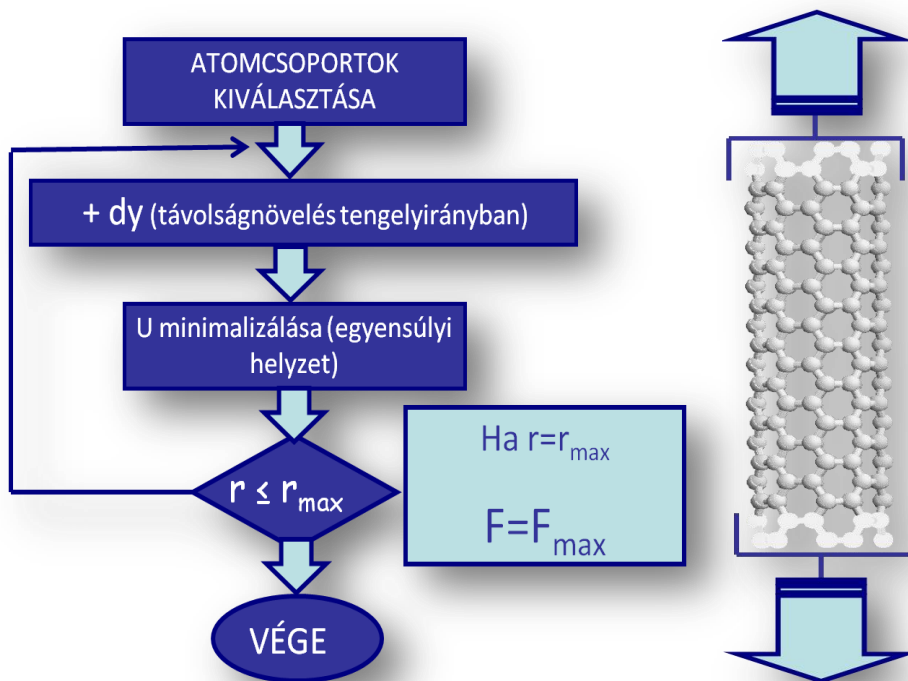 ATOMCSOPORTOK
KIVÁLASZTÁSA
+ dy (távolságnövelés tengelyirányban)
U minimalizálása (egyensúlyi
helyzet)
r ≤ rmax
Ha r=rmax
F=Fmax
VÉGE